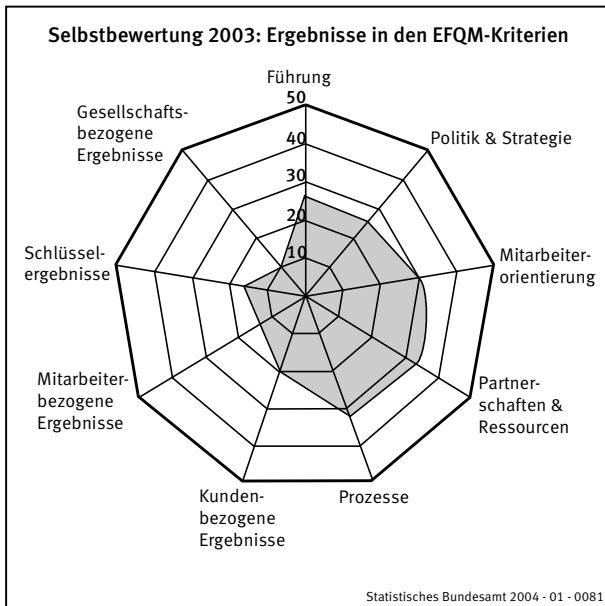 Selbstbewertung 2003: Ergebnisse in den EFQM-Kriterien
Führung
50
40
30
20
10
Politik & Strategie
Mitarbeiter-
orientierung
Partner-
schaften &
Ressourcen
Prozesse
Kunden-
bezogene
Ergebnisse
Mitarbeiter-
bezogene
Ergebnisse
Schlüssel-
ergebnisse
Gesellschafts-
bezogene
Ergebnisse
Statistisches Bundesamt 2004 - 01 - 0081